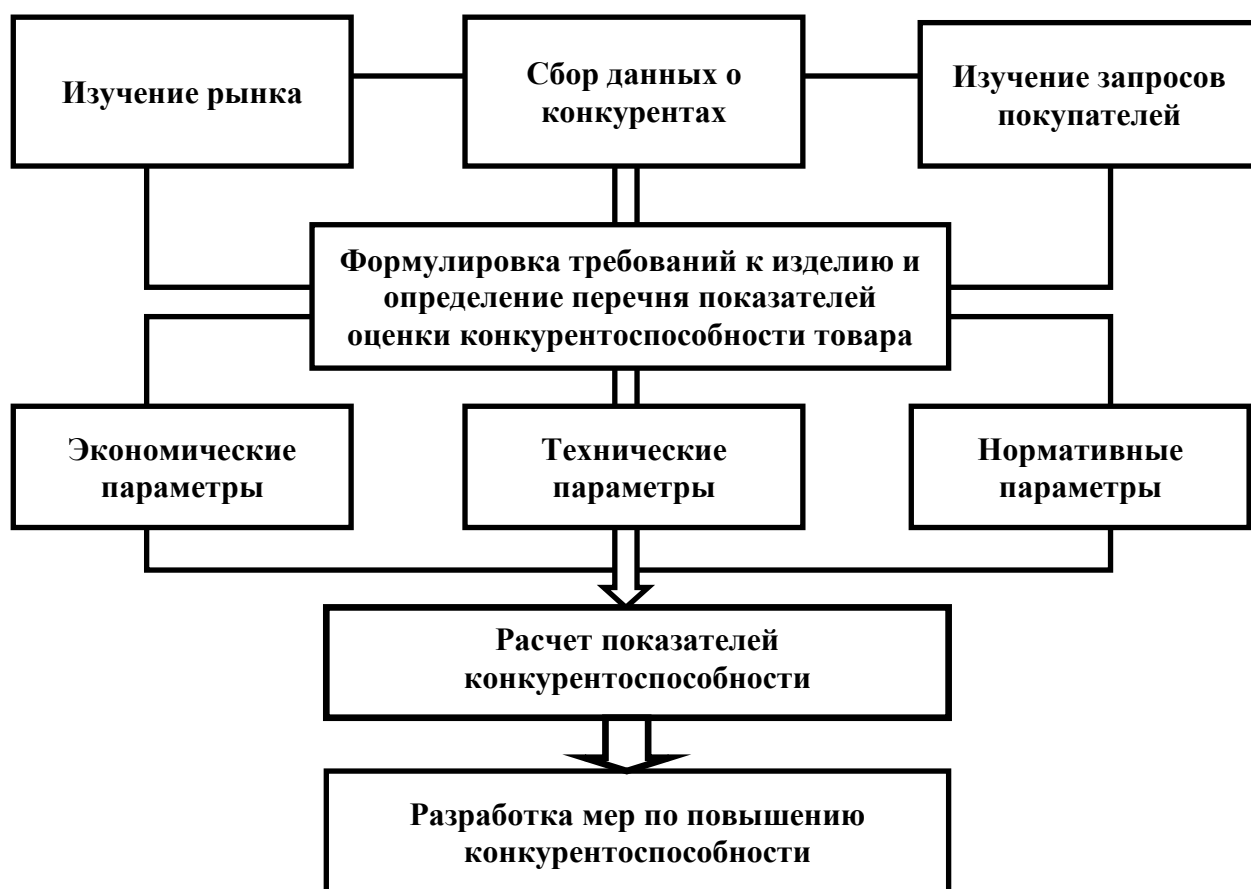 Изучение рынка
Сбор данных о
конкурентах
Изучение запросов
покупателей
Формулировка требований к изделию и
определение перечня показателей
оценки конкурентоспособности товара
Экономические
параметры
Технические
параметры
Нормативные
параметры
Расчет показателей
конкурентоспособности
Разработка мер по повышению
конкурентоспособности